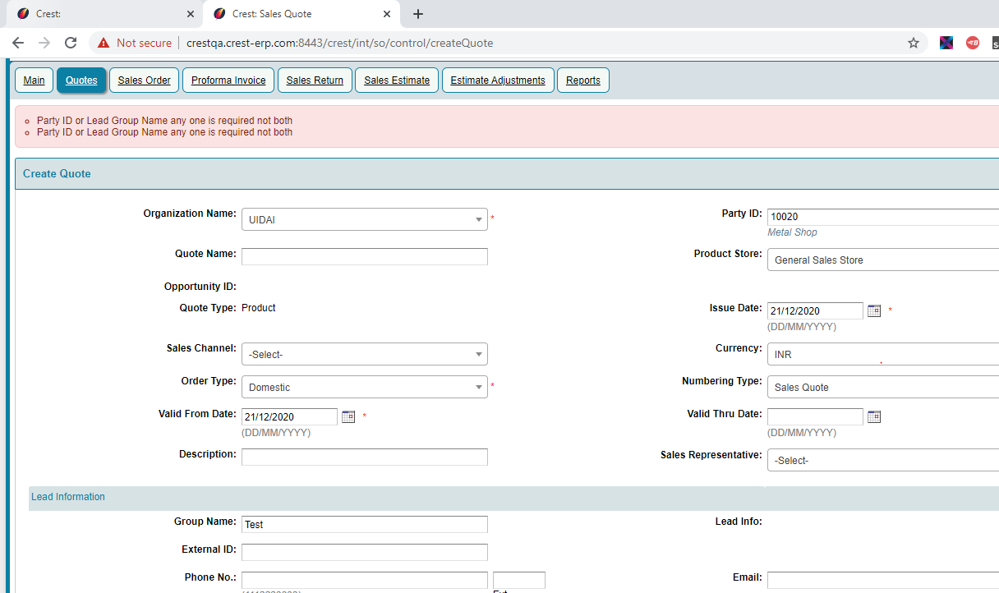 Crest:
Crest: Sales Quote
Not secure
crestqa.crest-erp.com:8443/crest/int/so/control/createQuote
Main Quotes Sales Order Proforma Invoice Sales Return Sales Estimate Estimate Adjustments Reports
Party ID or Lead Group Name any one is required not both
Party ID or Lead Group Name any one is required not both
Create Quote
Organization Name: UIDAI * Party ID: 10020
Metal Shop
Quote Name: Product Store: General Sales Store
Opportunity ID:
Quote Type: Product Issue Date: 21/12/2020 *
(DD/MM/YYYY)
Sales Channel: -Select- Currency: INR
Order Type: Domestic * Numbering Type: Sales Quote
Valid From Date: 21/12/2020 * Valid Thru Date:
(DD/MM/YYYY) (DD/MM/YYYY)
Description: Sales Representative: -Select-
Lead Information
Group Name: Test Lead Info:
External ID:
Phone No.: Email: